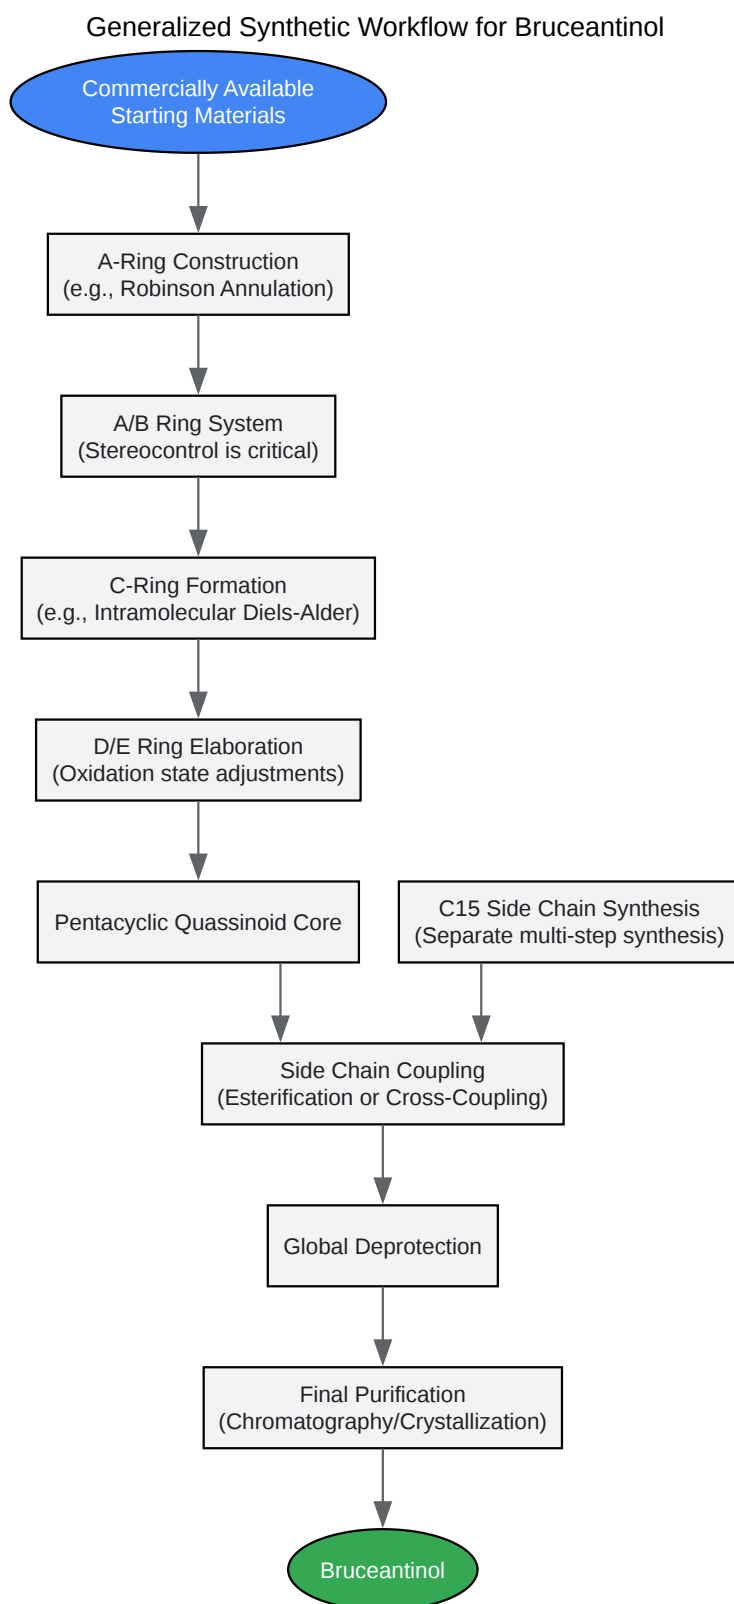 Generalized Synthetic Workflow for Bruceantinol
Commercially Available
Starting Materials
A-Ring Construction
(e.g., Robinson Annulation)
A/B Ring System
(Stereocontrol is critical)
C-Ring Formation
(e.g., Intramolecular Diels-Alder)
D/E Ring Elaboration
(Oxidation state adjustments)
Pentacyclic Quassinoid Core
C15 Side Chain Synthesis
(Separate multi-step synthesis)
Side Chain Coupling
(Esterification or Cross-Coupling)
Global Deprotection
Final Purification
(Chromatography/Crystallization)
Bruceantinol